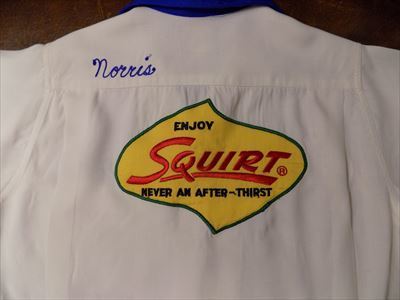 Norris
ENJOY
SQUIRT®
NEVER AN AFTER-THIRST